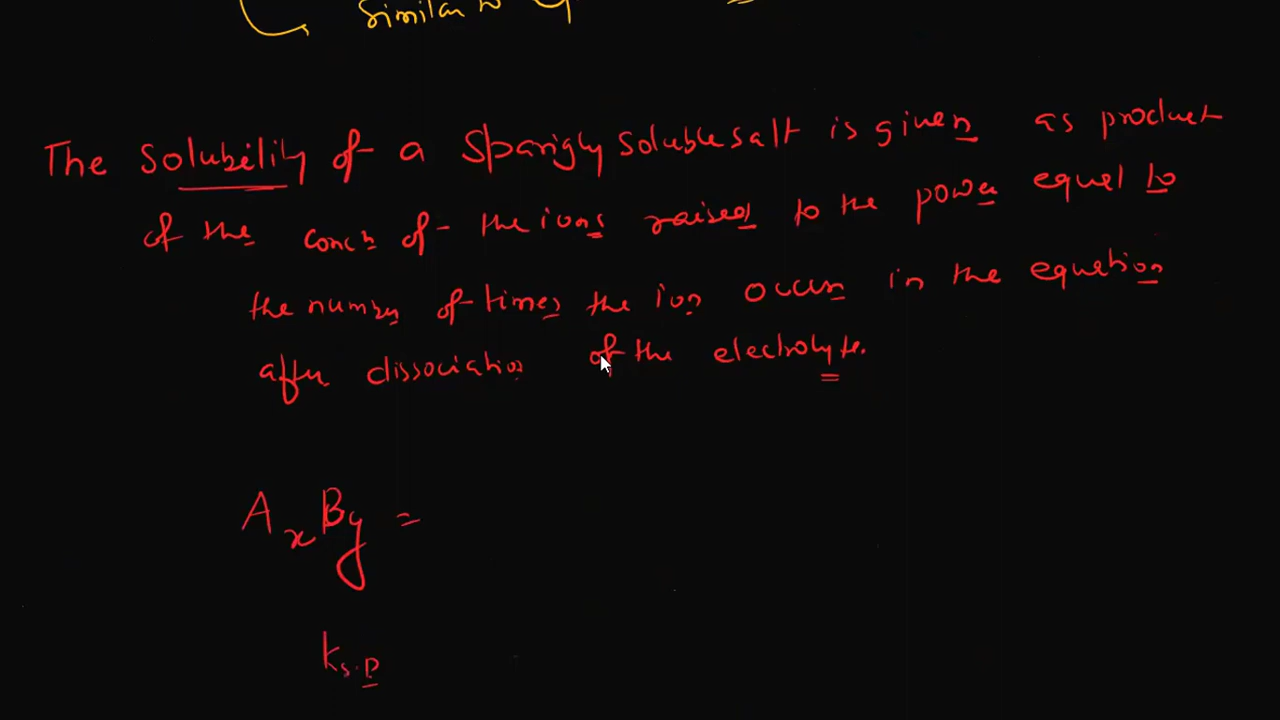 Similar to
The Solubility of a Sparigly soluble salt is given as product
of the concn of the ions raised to the power equal to
the number of times the ion occurs in the equation
after dissociation of the electrolyte.
AxBy =
Ks.p